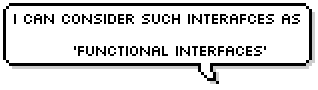 I CAN CONSIDER SUCH INTERAFCES AS
'FUNCTIONAL INTERFACES'